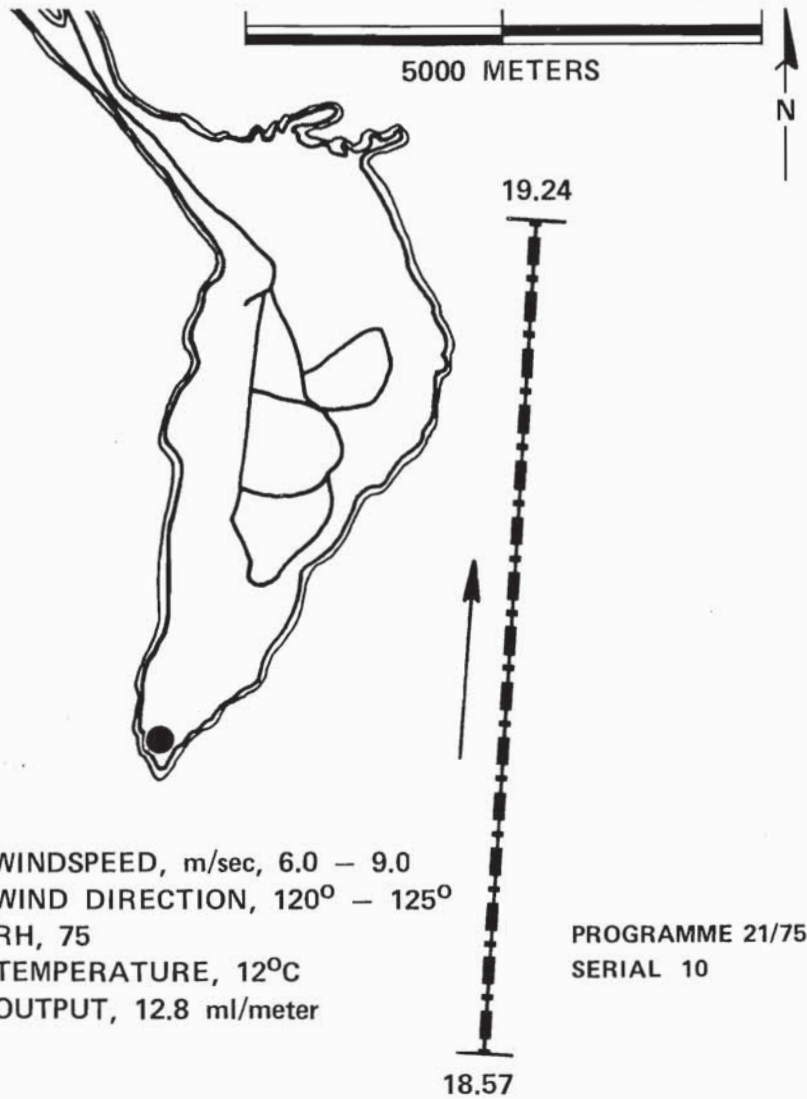 5000 METERS
N
19.24
WINDSPEED, m/sec, 6.0 – 9.0
WIND DIRECTION, 120° – 125°
RH, 75
TEMPERATURE, 12°C
OUTPUT, 12.8 ml/meter
PROGRAMME 21/75
SERIAL 10
18.57